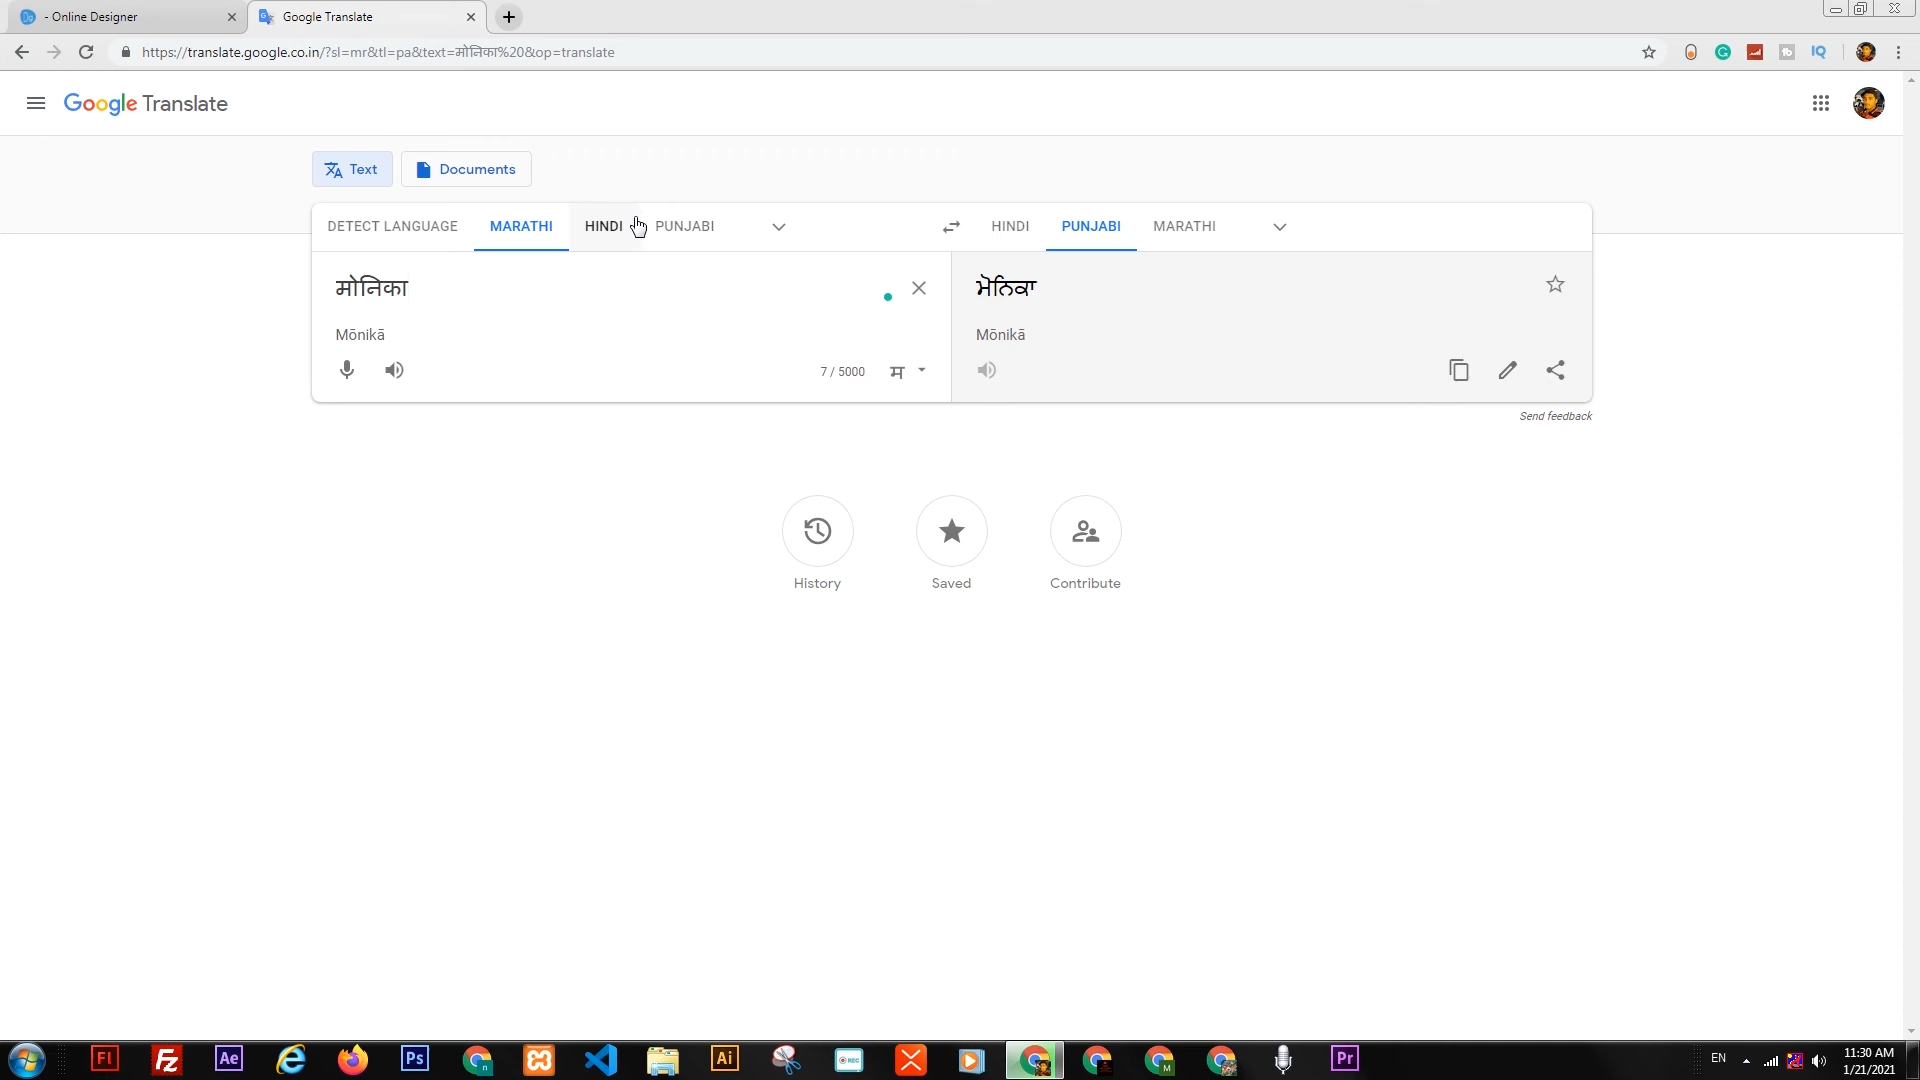 - Online Designer
Google Translate
https://translate.google.co.in/?sl=mr&tl=pa&text=मोनिका%20&op=translate
Google Translate
Text
Documents
DETECT LANGUAGE MARATHI HINDI PUNJABI
HINDI PUNJABI MARATHI
मोनिका
Mōnikā
7 / 5000
ਮੋਨਿਕਾ
Mōnikā
Send feedback
History
Saved
Contribute
EN
11:30 AM
1/21/2021